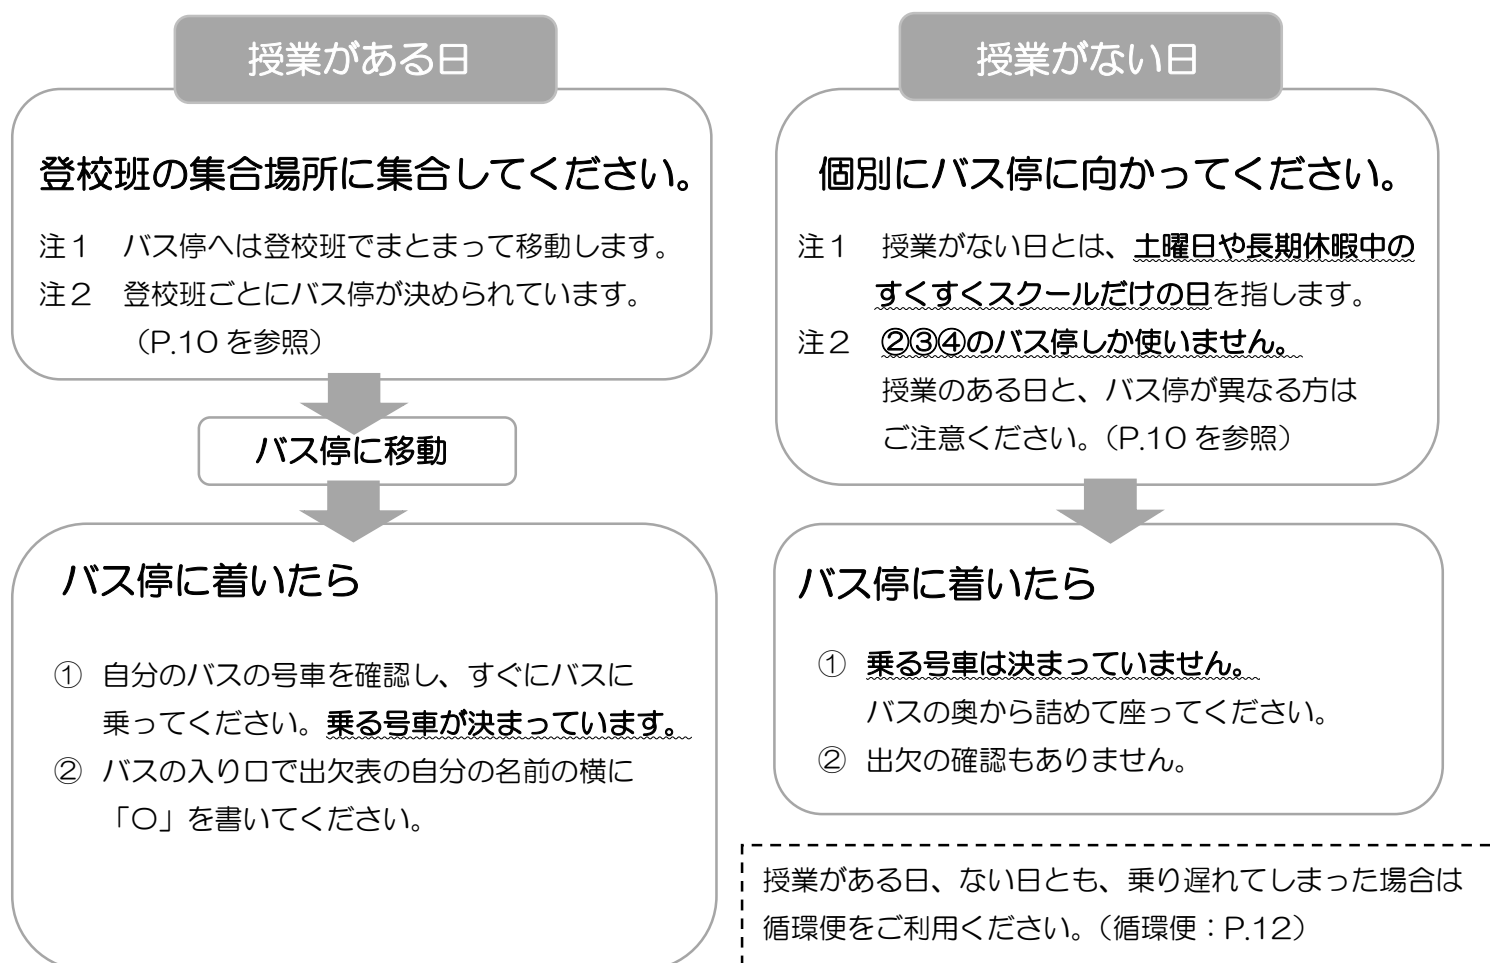 授業がある日
登校班の集合場所に集合してください。
注１　バス停へは登校班でまとまって移動します。
注２　登校班ごとにバス停が決められています。
（P.10 を参照）
バス停に移動
バス停に着いたら
① 自分のバスの号車を確認し、すぐにバスに
乗ってください。乗る号車が決まっています。
② バスの入り口で出欠表の自分の名前の横に
「〇」を書いてください。
授業がない日
個別にバス停に向かってください。
注１　授業がない日とは、土曜日や長期休暇中の
すくすくスクールだけの日を指します。
注２　②③④のバス停しか使いません。
授業のある日と、バス停が異なる方は
ご注意ください。（P.10 を参照）
バス停に着いたら
① 乗る号車は決まっていません。
バスの奥から詰めて座ってください。
② 出欠の確認もありません。
授業がある日、ない日とも、乗り遅れてしまった場合は
循環便をご利用ください。（循環便：P.12）